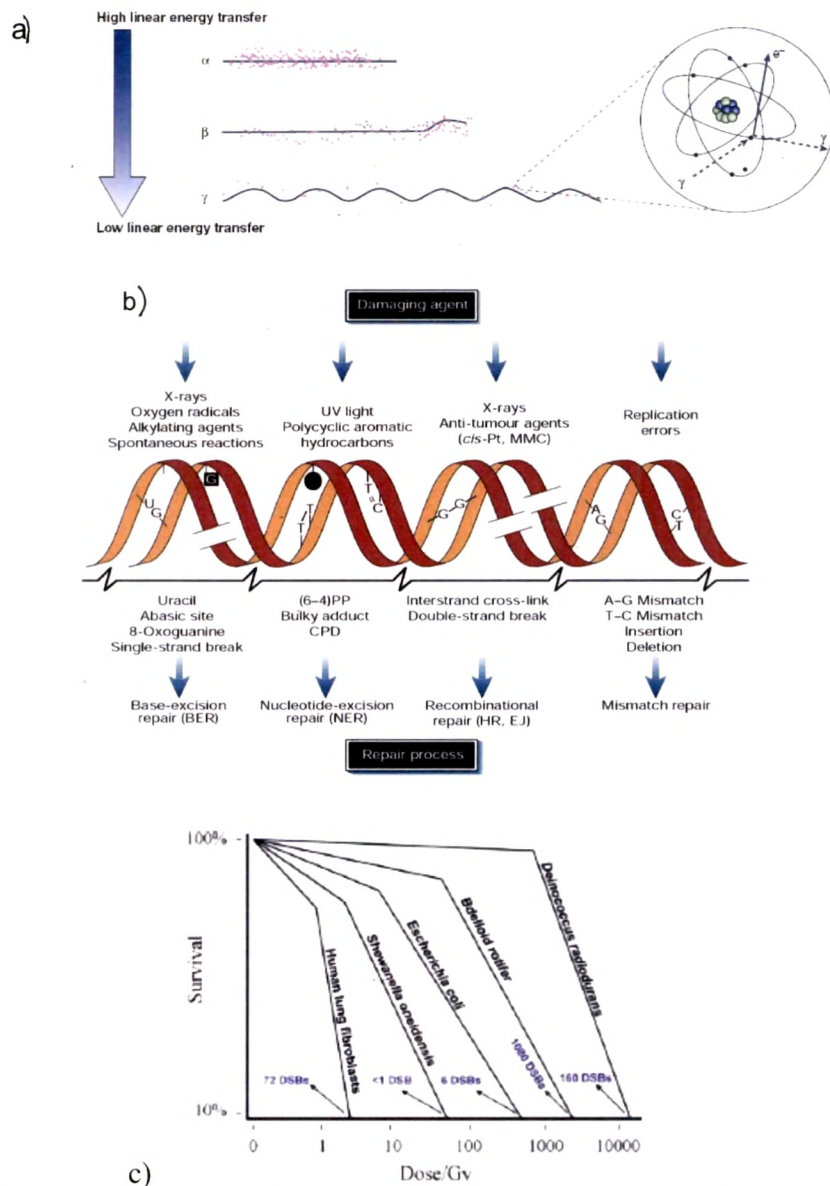 a)
High linear energy transfer
α
β
γ
Low linear energy transfer
e⁻
γ
γ
b)
Damaging agent
X-rays
Oxygen radicals
Alkylating agents
Spontaneous reactions
UV light
Polycyclic aromatic
hydrocarbons
X-rays
Anti-tumour agents
(cis-Pt, MMC)
Replication
errors
U G
G
T T
T C
G G
A G
C T
Uracil
Abasic site
8-Oxoguanine
Single-strand break
(6–4)PP
Bulky adduct
CPD
Interstrand cross-link
Double-strand break
A–G Mismatch
T–C Mismatch
Insertion
Deletion
Base-excision
repair (BER)
Nucleotide-excision
repair (NER)
Recombinational
repair (HR, EJ)
Mismatch repair
Repair process
100%
Survival
10%
Human lung fibroblasts
Shewanella oneidensis
Escherichia coli
Bdelloid rotifer
Deinococcus radiodurans
72 DSBs
<1 DSB
6 DSBs
DSBs
160 DSBs
0 1 10 100 1000 10000
Dose/Gy
c)